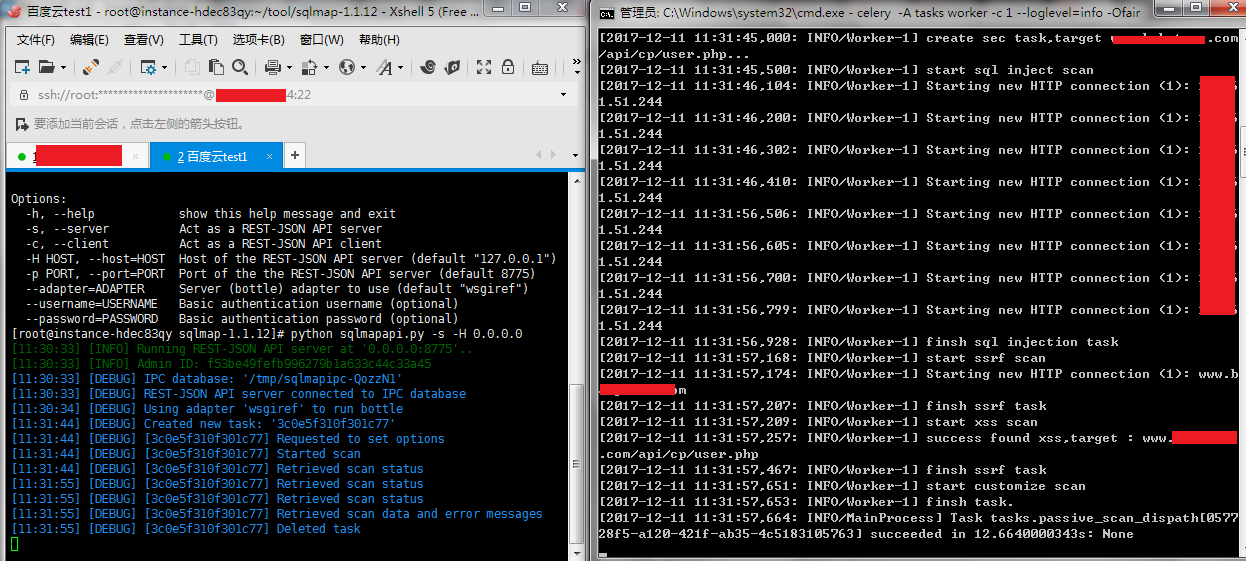 百度云test1 - root@instance-hdec83qy:~/tool/sqlmap-1.1.12 - Xshell 5 (Free ...
文件(F) 编辑(E) 查看(V) 工具(T) 选项卡(B) 窗口(W) 帮助(H)
ssh://root:*********************@ 4:22
要添加当前会话，点击左侧的箭头按钮。
1
2 百度云test1
Options:
-h, --help show this help message and exit
-s, --server Act as a REST-JSON API server
-c, --client Act as a REST-JSON API client
-H HOST, --host=HOST Host of the REST-JSON API server (default "127.0.0.1")
-p PORT, --port=PORT Port of the the REST-JSON API server (default 8775)
--adapter=ADAPTER Server (bottle) adapter to use (default "wsgiref")
--username=USERNAME Basic authentication username (optional)
--password=PASSWORD Basic authentication password (optional)
[root@instance-hdec83qy sqlmap-1.1.12]# python sqlmapapi.py -s -H 0.0.0.0
[11:30:33] [INFO] Running REST-JSON API server at '0.0.0.0:8775'..
[11:30:33] [INFO] Admin ID: f53be49fefb996279b1a633c44c33a45
[11:30:33] [DEBUG] IPC database: '/tmp/sqlmapipc-QozzN1'
[11:30:33] [DEBUG] REST-JSON API server connected to IPC database
[11:30:34] [DEBUG] Using adapter 'wsgiref' to run bottle
[11:31:44] [DEBUG] Created new task: '3c0e5f310f301c77'
[11:31:44] [DEBUG] [3c0e5f310f301c77] Requested to set options
[11:31:44] [DEBUG] [3c0e5f310f301c77] Started scan
[11:31:44] [DEBUG] [3c0e5f310f301c77] Retrieved scan status
[11:31:55] [DEBUG] [3c0e5f310f301c77] Retrieved scan status
[11:31:55] [DEBUG] [3c0e5f310f301c77] Retrieved scan status
[11:31:55] [DEBUG] [3c0e5f310f301c77] Retrieved scan data and error messages
[11:31:55] [DEBUG] [3c0e5f310f301c77] Deleted task
管理员: C:\Windows\system32\cmd.exe - celery -A tasks worker -c 1 --loglevel=info -Ofair
[2017-12-11 11:31:45,000: INFO/Worker-1] create sec task,target .com
/api/cp/user.php...
[2017-12-11 11:31:45,500: INFO/Worker-1] start sql inject scan
[2017-12-11 11:31:46,104: INFO/Worker-1] Starting new HTTP connection (1):
1.51.244
[2017-12-11 11:31:46,200: INFO/Worker-1] Starting new HTTP connection (1):
1.51.244
[2017-12-11 11:31:46,302: INFO/Worker-1] Starting new HTTP connection (1):
1.51.244
[2017-12-11 11:31:46,410: INFO/Worker-1] Starting new HTTP connection (1):
1.51.244
[2017-12-11 11:31:56,506: INFO/Worker-1] Starting new HTTP connection (1):
1.51.244
[2017-12-11 11:31:56,605: INFO/Worker-1] Starting new HTTP connection (1):
1.51.244
[2017-12-11 11:31:56,700: INFO/Worker-1] Starting new HTTP connection (1):
1.51.244
[2017-12-11 11:31:56,799: INFO/Worker-1] Starting new HTTP connection (1):
1.51.244
[2017-12-11 11:31:56,928: INFO/Worker-1] finsh sql injection task
[2017-12-11 11:31:57,168: INFO/Worker-1] start ssrf scan
[2017-12-11 11:31:57,174: INFO/Worker-1] Starting new HTTP connection (1): www.b
m
[2017-12-11 11:31:57,207: INFO/Worker-1] finsh ssrf task
[2017-12-11 11:31:57,209: INFO/Worker-1] start xss scan
[2017-12-11 11:31:57,257: INFO/Worker-1] success found xss,target : www.
.com/api/cp/user.php
[2017-12-11 11:31:57,467: INFO/Worker-1] finsh ssrf task
[2017-12-11 11:31:57,651: INFO/Worker-1] start customize scan
[2017-12-11 11:31:57,653: INFO/Worker-1] finsh task.
[2017-12-11 11:31:57,664: INFO/MainProcess] Task tasks.passive_scan_dispath[0577
28f5-a120-421f-ab35-4c5183105763] succeeded in 12.6640000343s: None